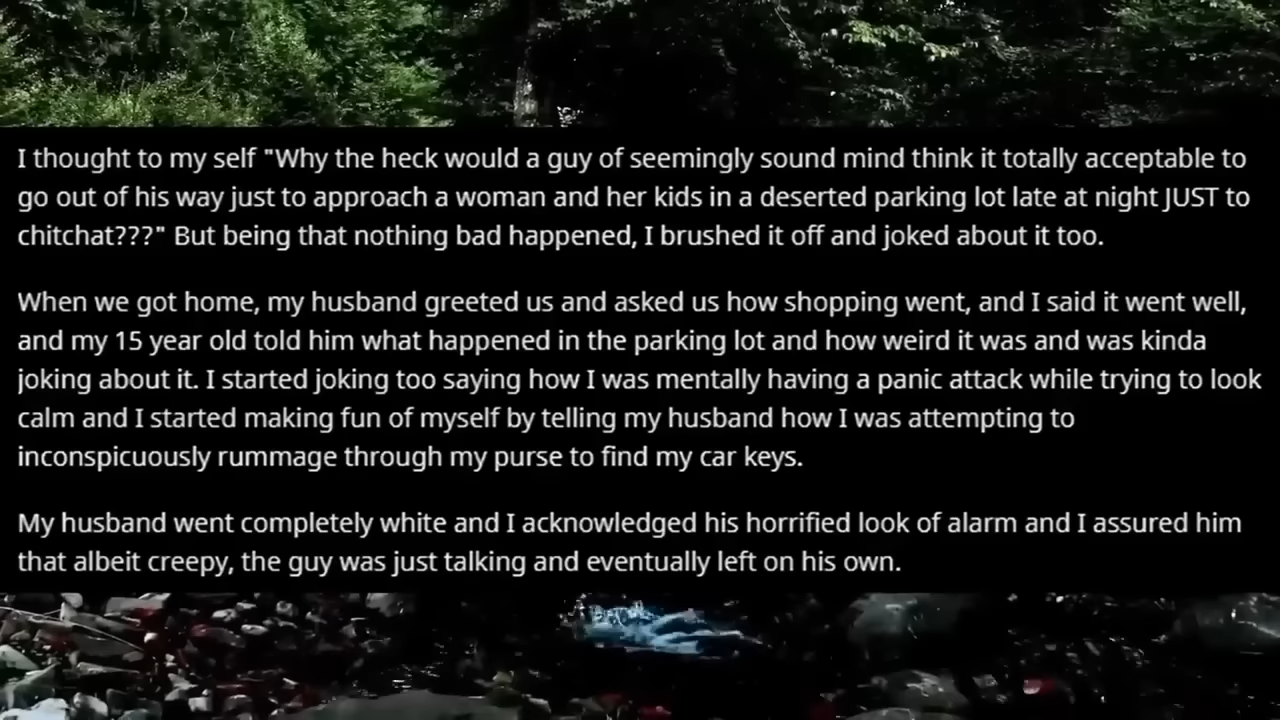 I thought to my self "Why the heck would a guy of seemingly sound mind think it totally acceptable to
go out of his way just to approach a woman and her kids in a deserted parking lot late at night JUST to
chitchat???" But being that nothing bad happened, I brushed it off and joked about it too.
When we got home, my husband greeted us and asked us how shopping went, and I said it went well,
and my 15 year old told him what happened in the parking lot and how weird it was and was kinda
joking about it. I started joking too saying how I was mentally having a panic attack while trying to look
calm and I started making fun of myself by telling my husband how I was attempting to
inconspicuously rummage through my purse to find my car keys.
My husband went completely white and I acknowledged his horrified look of alarm and I assured him
that albeit creepy, the guy was just talking and eventually left on his own.